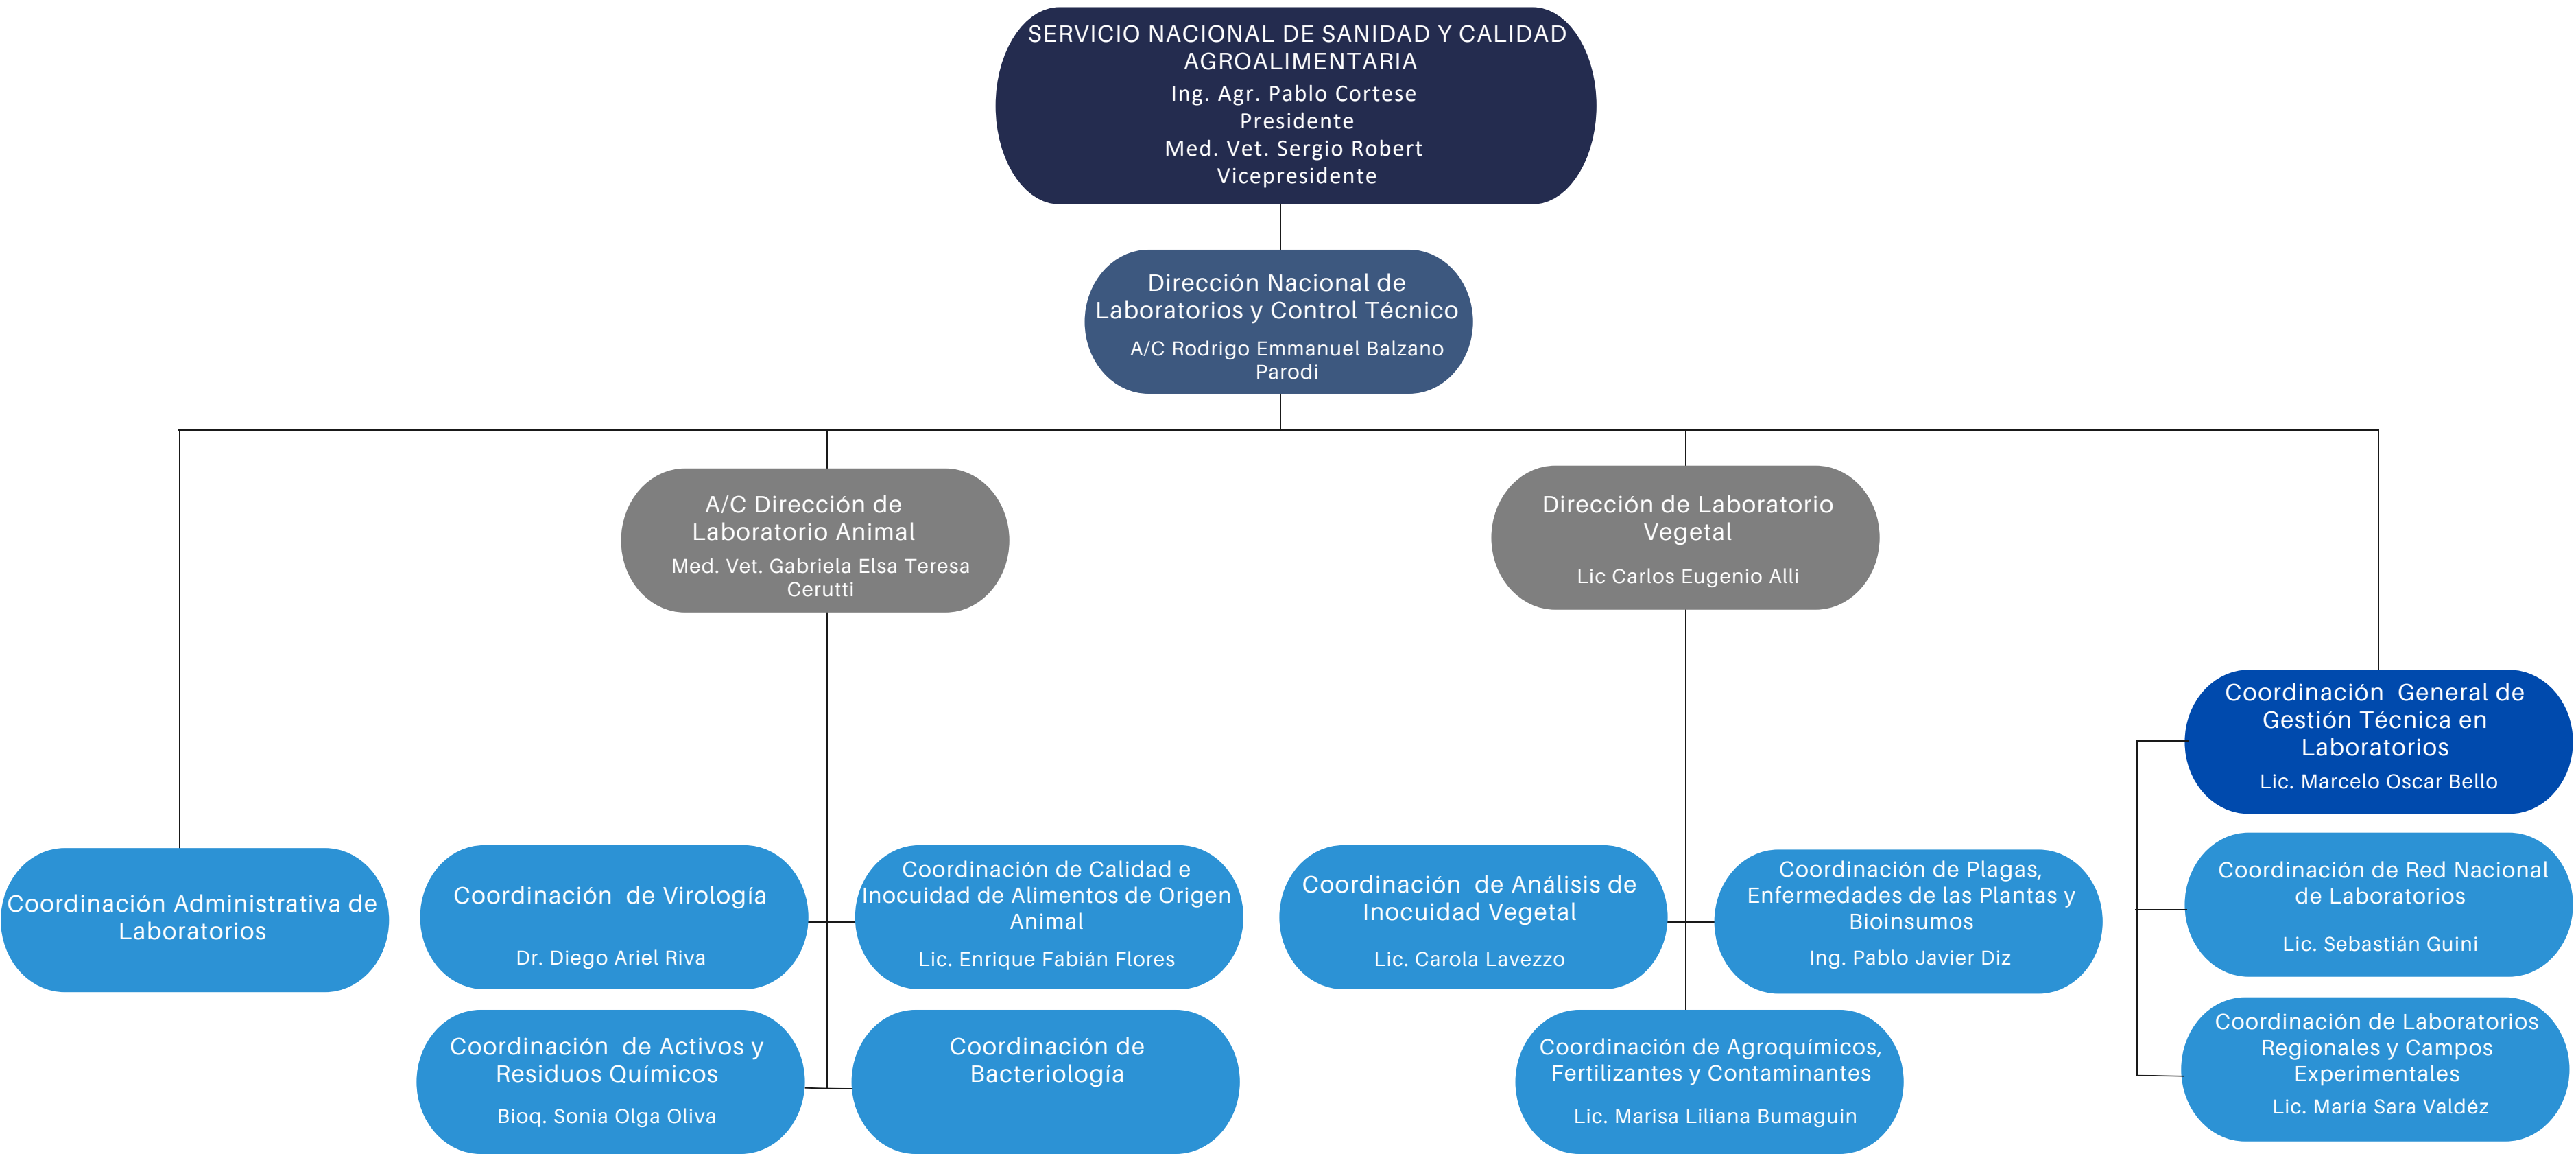 SERVICIO NACIONAL DE SANIDAD Y CALIDAD
AGROALIMENTARIA
Ing. Agr. Pablo Cortese
Presidente
Med. Vet. Sergio Robert
Vicepresidente
Dirección Nacional de
Laboratorios y Control Técnico
A/C Rodrigo Emmanuel Balzano
Parodi
A/C Dirección de
Laboratorio Animal
Med. Vet. Gabriela Elsa Teresa
Cerutti
Dirección de Laboratorio
Vegetal
Lic Carlos Eugenio Alli
Coordinación General de
Gestión Técnica en
Laboratorios
Lic. Marcelo Oscar Bello
Coordinación Administrativa de
Laboratorios
Coordinación de Virología
Dr. Diego Ariel Riva
Coordinación de Calidad e
Inocuidad de Alimentos de Origen
Animal
Lic. Enrique Fabián Flores
Coordinación de Análisis de
Inocuidad Vegetal
Lic. Carola Lavezzo
Coordinación de Plagas,
Enfermedades de las Plantas y
Bioinsumos
Ing. Pablo Javier Diz
Coordinación de Red Nacional
de Laboratorios
Lic. Sebastián Guini
Coordinación de Activos y
Residuos Químicos
Bioq. Sonia Olga Oliva
Coordinación de
Bacteriología
Coordinación de Agroquímicos,
Fertilizantes y Contaminantes
Lic. Marisa Liliana Bumaguin
Coordinación de Laboratorios
Regionales y Campos
Experimentales
Lic. María Sara Valdéz